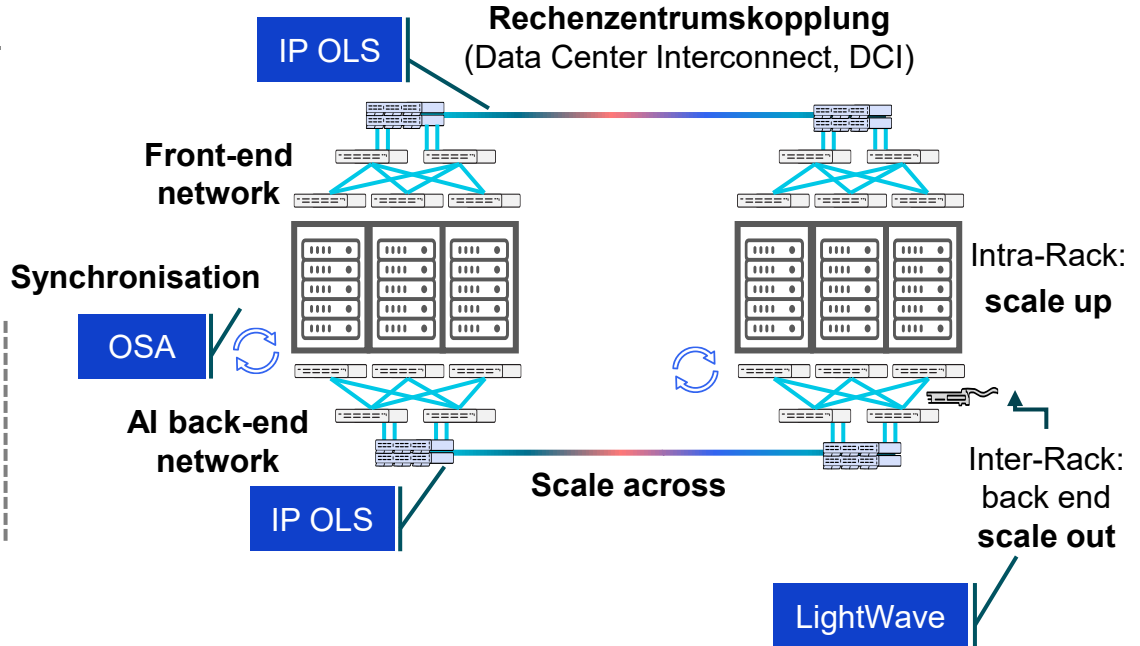 Rechenzentrumskopplung
(Data Center Interconnect, DCI)
IP OLS
Front-end
network
Synchronisation
OSA
Intra-Rack:
scale up
AI back-end
network
IP OLS
Scale across
Inter-Rack:
back end
scale out
LightWave